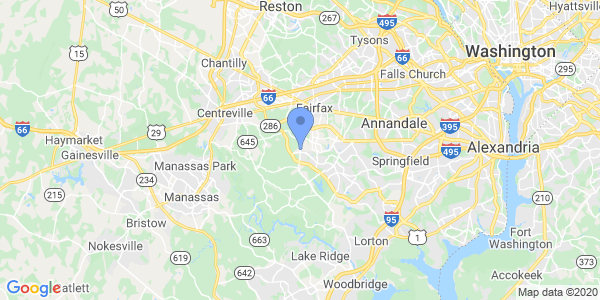 50
Reston
267
Hyattsville
15
Tysons
66
Washington
Chantilly
Falls Church
295
66
Centreville
Fairfax
66
29
286
Annandale
395
Haymarket
645
495
Alexandria
Gainesville
Manassas Park
Springfield
495
234
215
Manassas
210
95
Bristow
Fort
Washington
663
1
Nokesville
Lorton
619
Lake Ridge
373
642
Accokeek
Google
atlett
Woodbridge
Map data ©2020